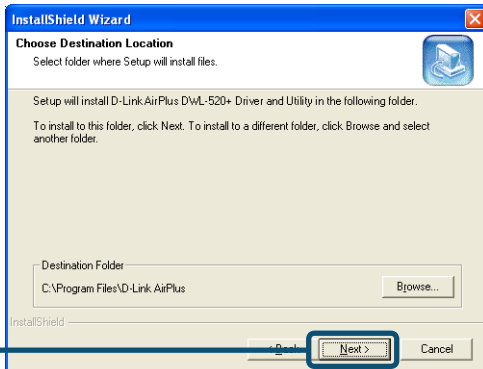 InstallShield Wizard
Choose Destination Location
Select folder where Setup will install files.
Setup will install D-Link AirPlus DWL-520+ Driver and Utility in the following folder.
To install to this folder, click Next. To install to a different folder, click Browse and select
another folder.
Destination Folder
C:\Program Files\D-Link AirPlus
Browse...
InstallShield
< Back Next > Cancel